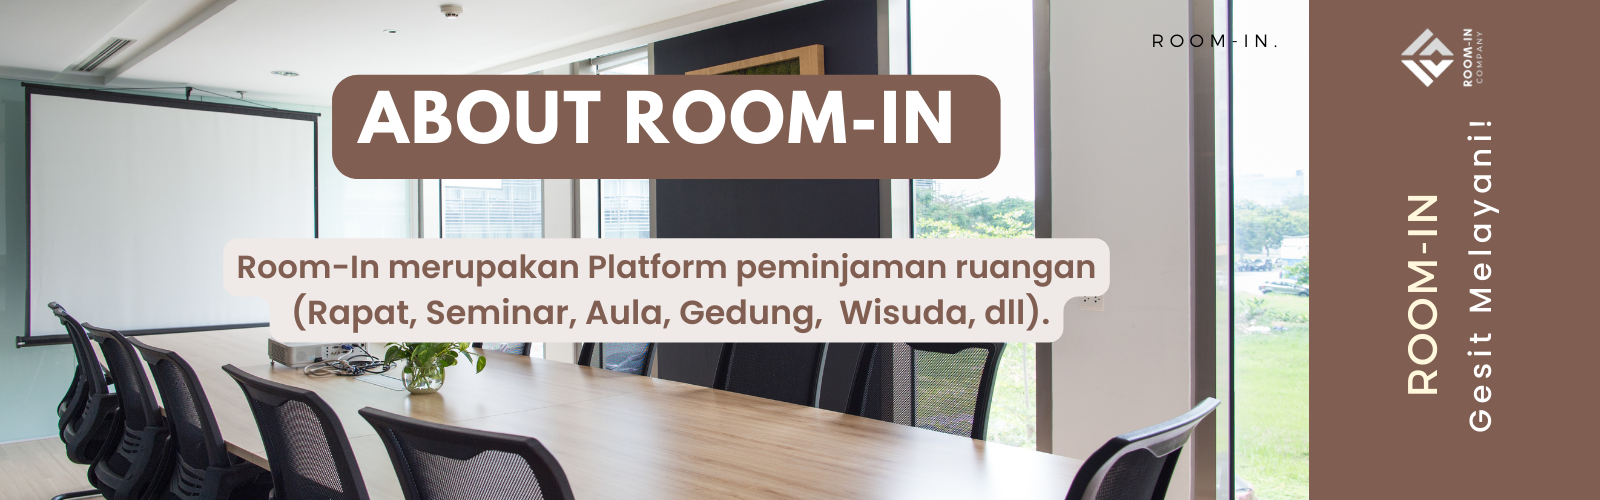 ROOM-IN.
ABOUT ROOM-IN
Room-In merupakan Platform peminjaman ruangan
(Rapat, Seminar, Aula, Gedung, Wisuda, dll).
ROOM-IN
COMPANY
ROOM-IN
Gesit Melayani!